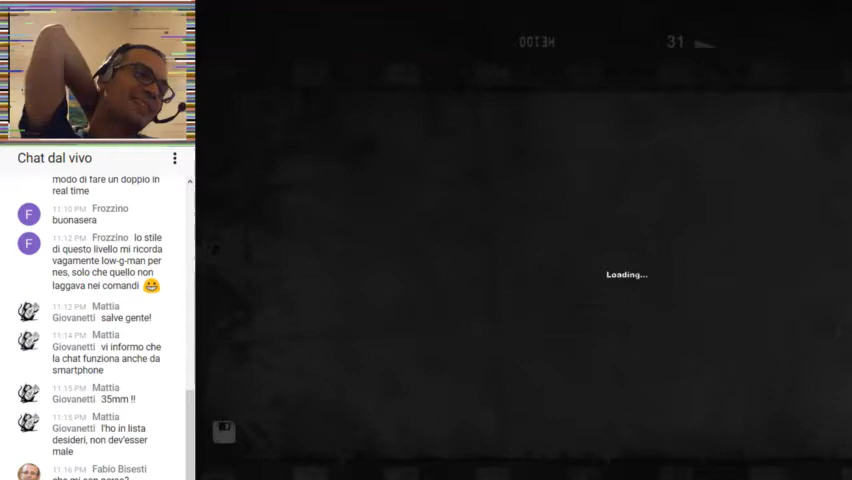 31
Chat dal vivo
modo di fare un doppio in
real time
11:10 PM Frozzino
F
buonasera
11:12 PM Frozzino lo stile
F
di questo livello mi ricorda
vagamente low-g-man per
nes, solo che quello non
laggava nei comandi
11:12 PM Mattia
Giovanetti salve gente!
11:14 PM Mattia
Giovanetti vi informo che
la chat funziona anche da
smartphone
11:15 PM Mattia
Giovanetti 35mm !!
11:15 PM Mattia
Giovanetti l'ho in lista
desideri, non dev'esser
male
11:16 PM Fabio Bisesti
Loading...